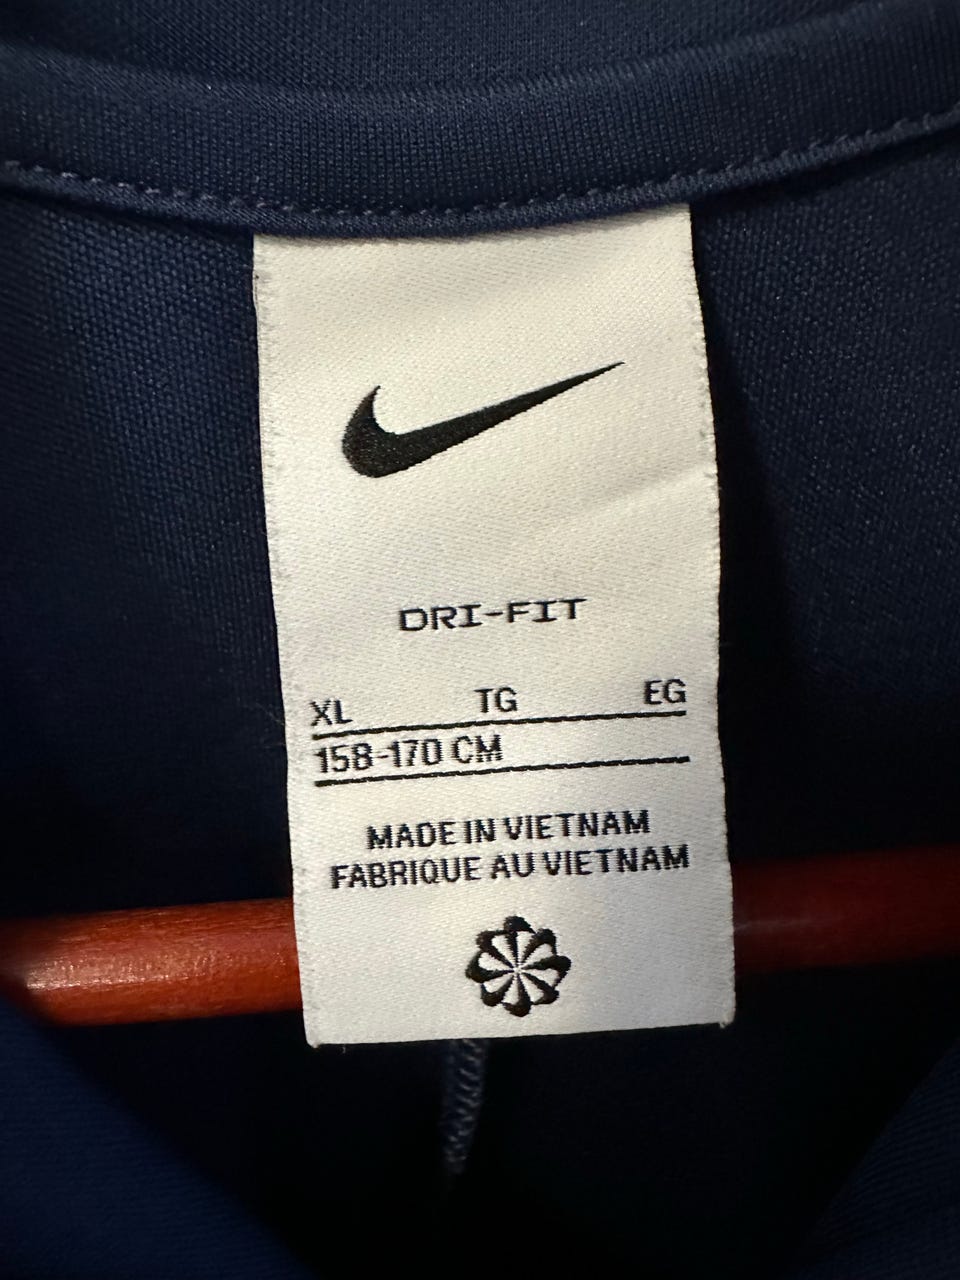 DRI-FIT
XL TG EG
158-170 CM
MADE IN VIETNAM
FABRIQUE AU VIETNAM